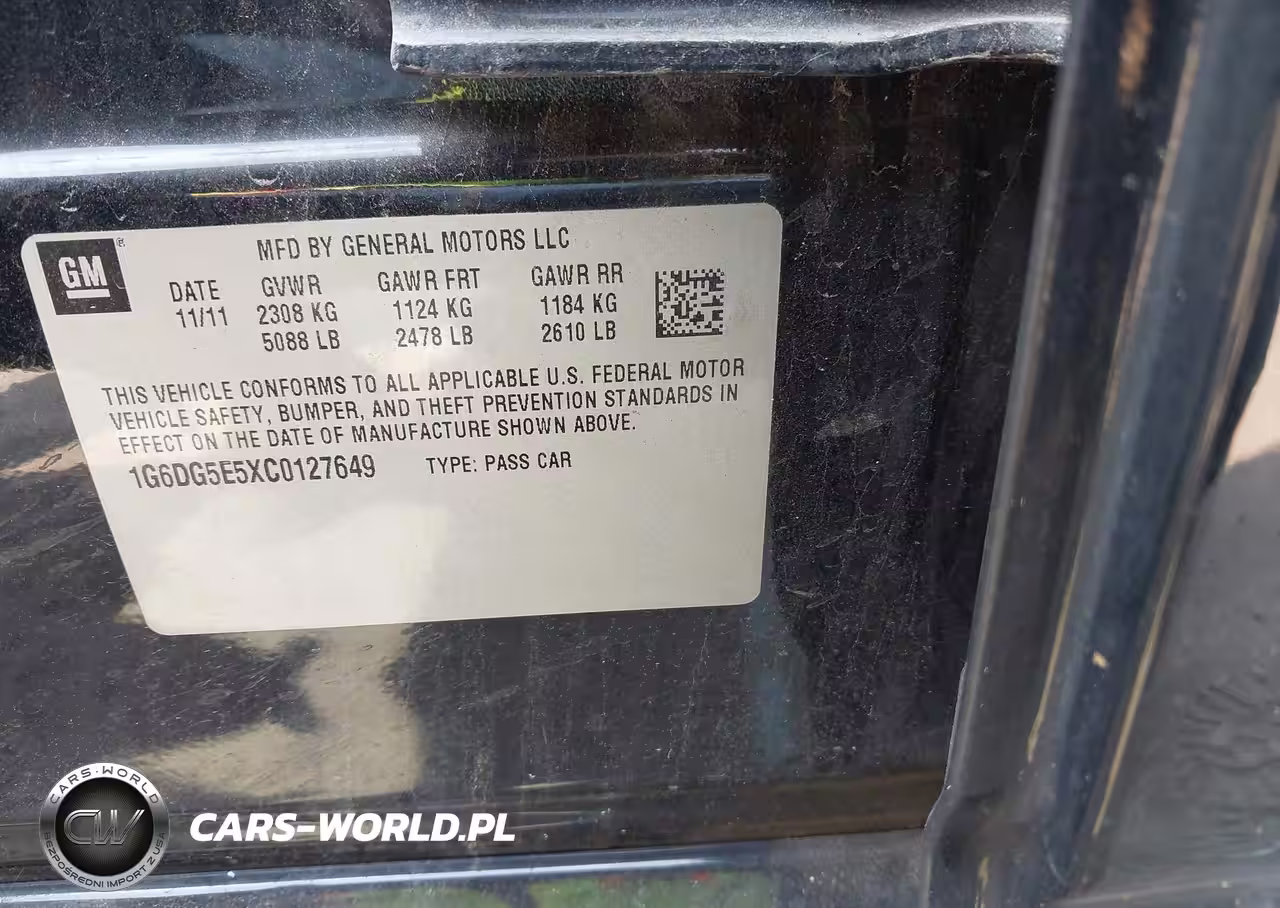 GM®
MFD BY GENERAL MOTORS LLC
DATE GVWR GAWR FRT GAWR RR
11/11 2308 KG 1124 KG 1184 KG
5088 LB 2478 LB 2610 LB
THIS VEHICLE CONFORMS TO ALL APPLICABLE U.S. FEDERAL MOTOR
VEHICLE SAFETY, BUMPER, AND THEFT PREVENTION STANDARDS IN
EFFECT ON THE DATE OF MANUFACTURE SHOWN ABOVE.
1G6DG5E5XC0127649 TYPE: PASS CAR
CARS-WORLD
CW
BEZPOŚREDNI IMPORT Z USA
CARS-WORLD.PL